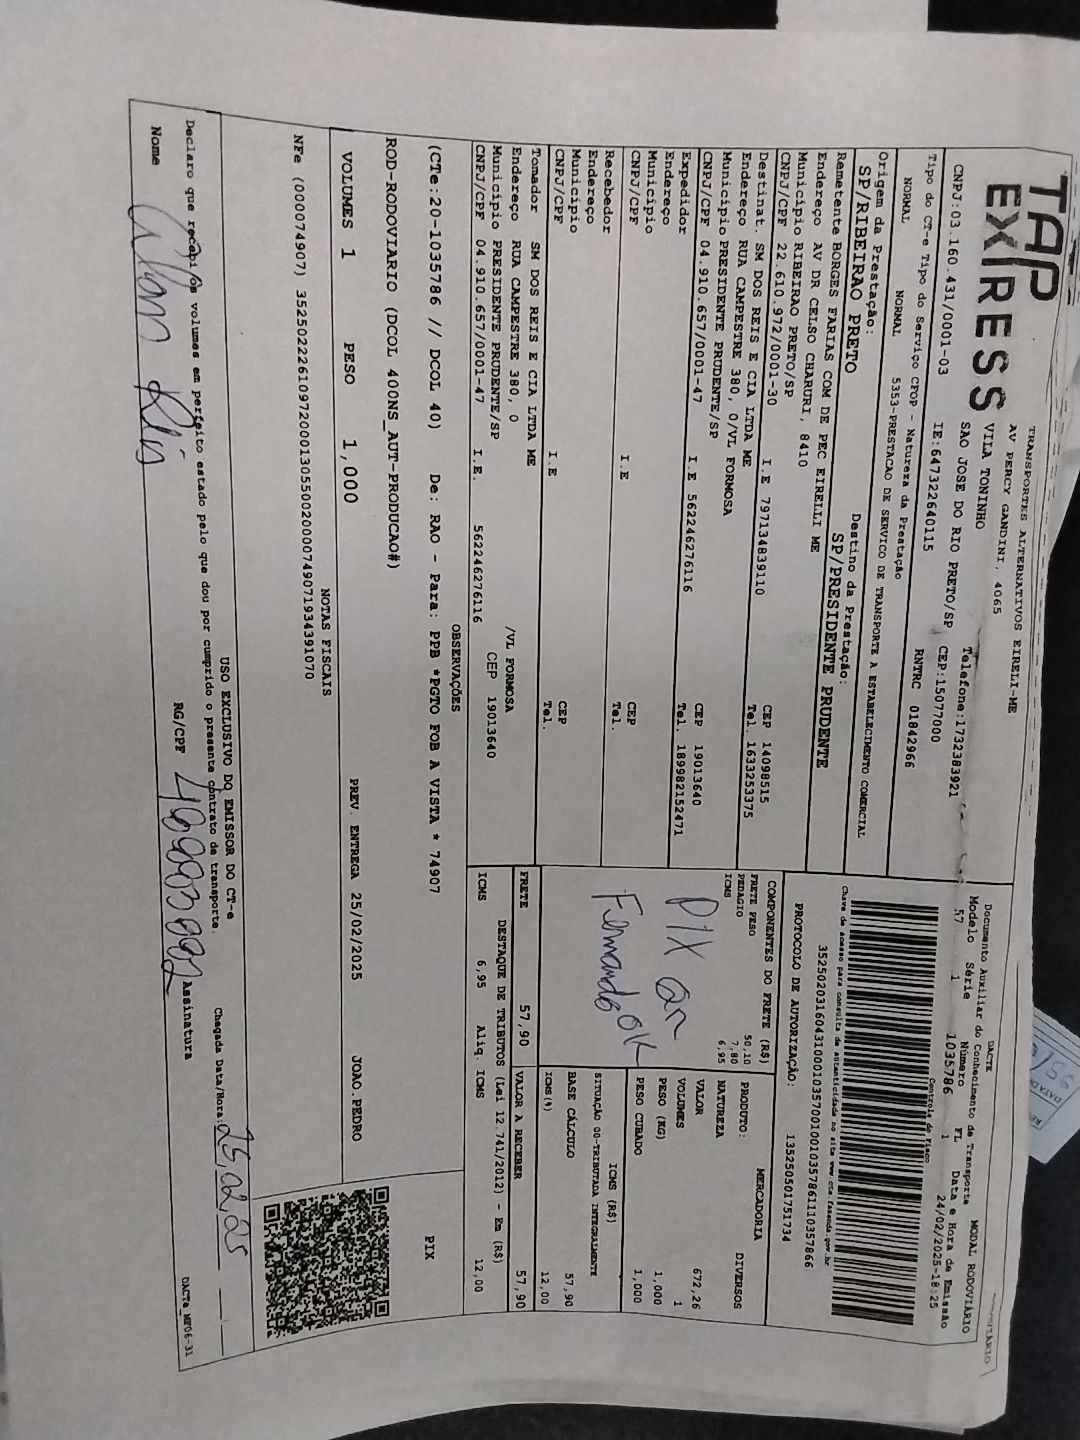 TAP
EXPRESS
TRANSPORTES ALTERNATIVOS EIRELI-ME
AV PERCY GANDINI, 4065
VILA TONINHO
SAO JOSE DO RIO PRETO/SP Telefone:1732383921
CNPJ:03.160.431/0001-03 IE:647322640115 CEP:15077000
RNTRC 01842966
DACTE MODAL RODOVIÁRIO
Documento Auxiliar do Conhecimento de Transporte
Modelo Série Número FL Data e Hora de Emissão
57 1 1035786 1 24/02/2025-18:25
Controle do Fisco
Chave de acesso para consulta de autenticidade no site www.cte.fazenda.gov.br
35250203160431000103570010010357861110357866
PROTOCOLO DE AUTORIZAÇÃO: 135250501751734
Tipo do CT-e Tipo do Serviço CFOP - Natureza da Prestação
NORMAL NORMAL 5353-PRESTACAO DE SERVICO DE TRANSPORTE A ESTABELECIMENTO COMERCIAL
Origem da Prestação: Destino da Prestação:
SP/RIBEIRAO PRETO SP/PRESIDENTE PRUDENTE
Remetente BORGES FARIAS COM DE PEC EIRELLI ME
Endereço AV DR CELSO CHARURI, 8410
Município RIBEIRAO PRETO/SP CEP 14098515
CNPJ/CPF 22.610.972/0001-30 I.E 797134839110 Tel. 1633253375
Destinat. SM DOS REIS E CIA LTDA ME
Endereço RUA CAMPESTRE 380, 0/VL FORMOSA
Município PRESIDENTE PRUDENTE/SP CEP 19013640
CNPJ/CPF 04.910.657/0001-47 I.E 562246276116 Tel. 189982152471
Expedidor
Endereço
Município CEP
CNPJ/CPF I.E Tel.
Recebedor
Endereço
Município CEP
CNPJ/CPF I.E Tel.
Tomador SM DOS REIS E CIA LTDA ME
Endereço RUA CAMPESTRE 380, 0 /VL FORMOSA
Município PRESIDENTE PRUDENTE/SP CEP 19013640
CNPJ/CPF 04.910.657/0001-47 I.E. 562246276116
COMPONENTES DO FRETE (R$)
FRETE PESO 50,10
PEDAGIO 7,80
ICMS 6,95
PIX
Fernando OK
FRETE 57,90
PRODUTO: MERCADORIA
NATUREZA DIVERSOS
VALOR 672,26
VOLUMES 1
PESO (KG) 1,000
PESO CUBADO 1,000
ICMS (R$)
SITUAÇÃO 00-TRIBUTADA INTEGRALMENTE
BASE CÁLCULO 57,90
ICMS(%) 12,00
VALOR A RECEBER 57,90
DESTAQUE DE TRIBUTOS (Lei 12.741/2012) - Em (R$)
ICMS 6,95 Aliq. ICMS 12,00
OBSERVAÇÕES
(CTe:20-1035786 // DCOL 40) De: RAO - Para: PPB *PGTO FOB A VISTA * 74907
ROD-RODOVIARIO (DCOL 400NS_AUT-PRODUCAO#)
PIX
VOLUMES 1 PESO 1,000 PREV. ENTREGA 25/02/2025 JOAO.PEDRO
NOTAS FISCAIS
NFe (000074907) 35250222610972000130550020000749071934391070
USO EXCLUSIVO DO EMISSOR DO CT-e
Declaro que recebi os volumes em perfeito estado pelo que dou por cumprido o presente contrato de transporte. Chegada Data/Hora: 25,02,25
Nome RG/CPF Assinatura
DACTe_MF06-31